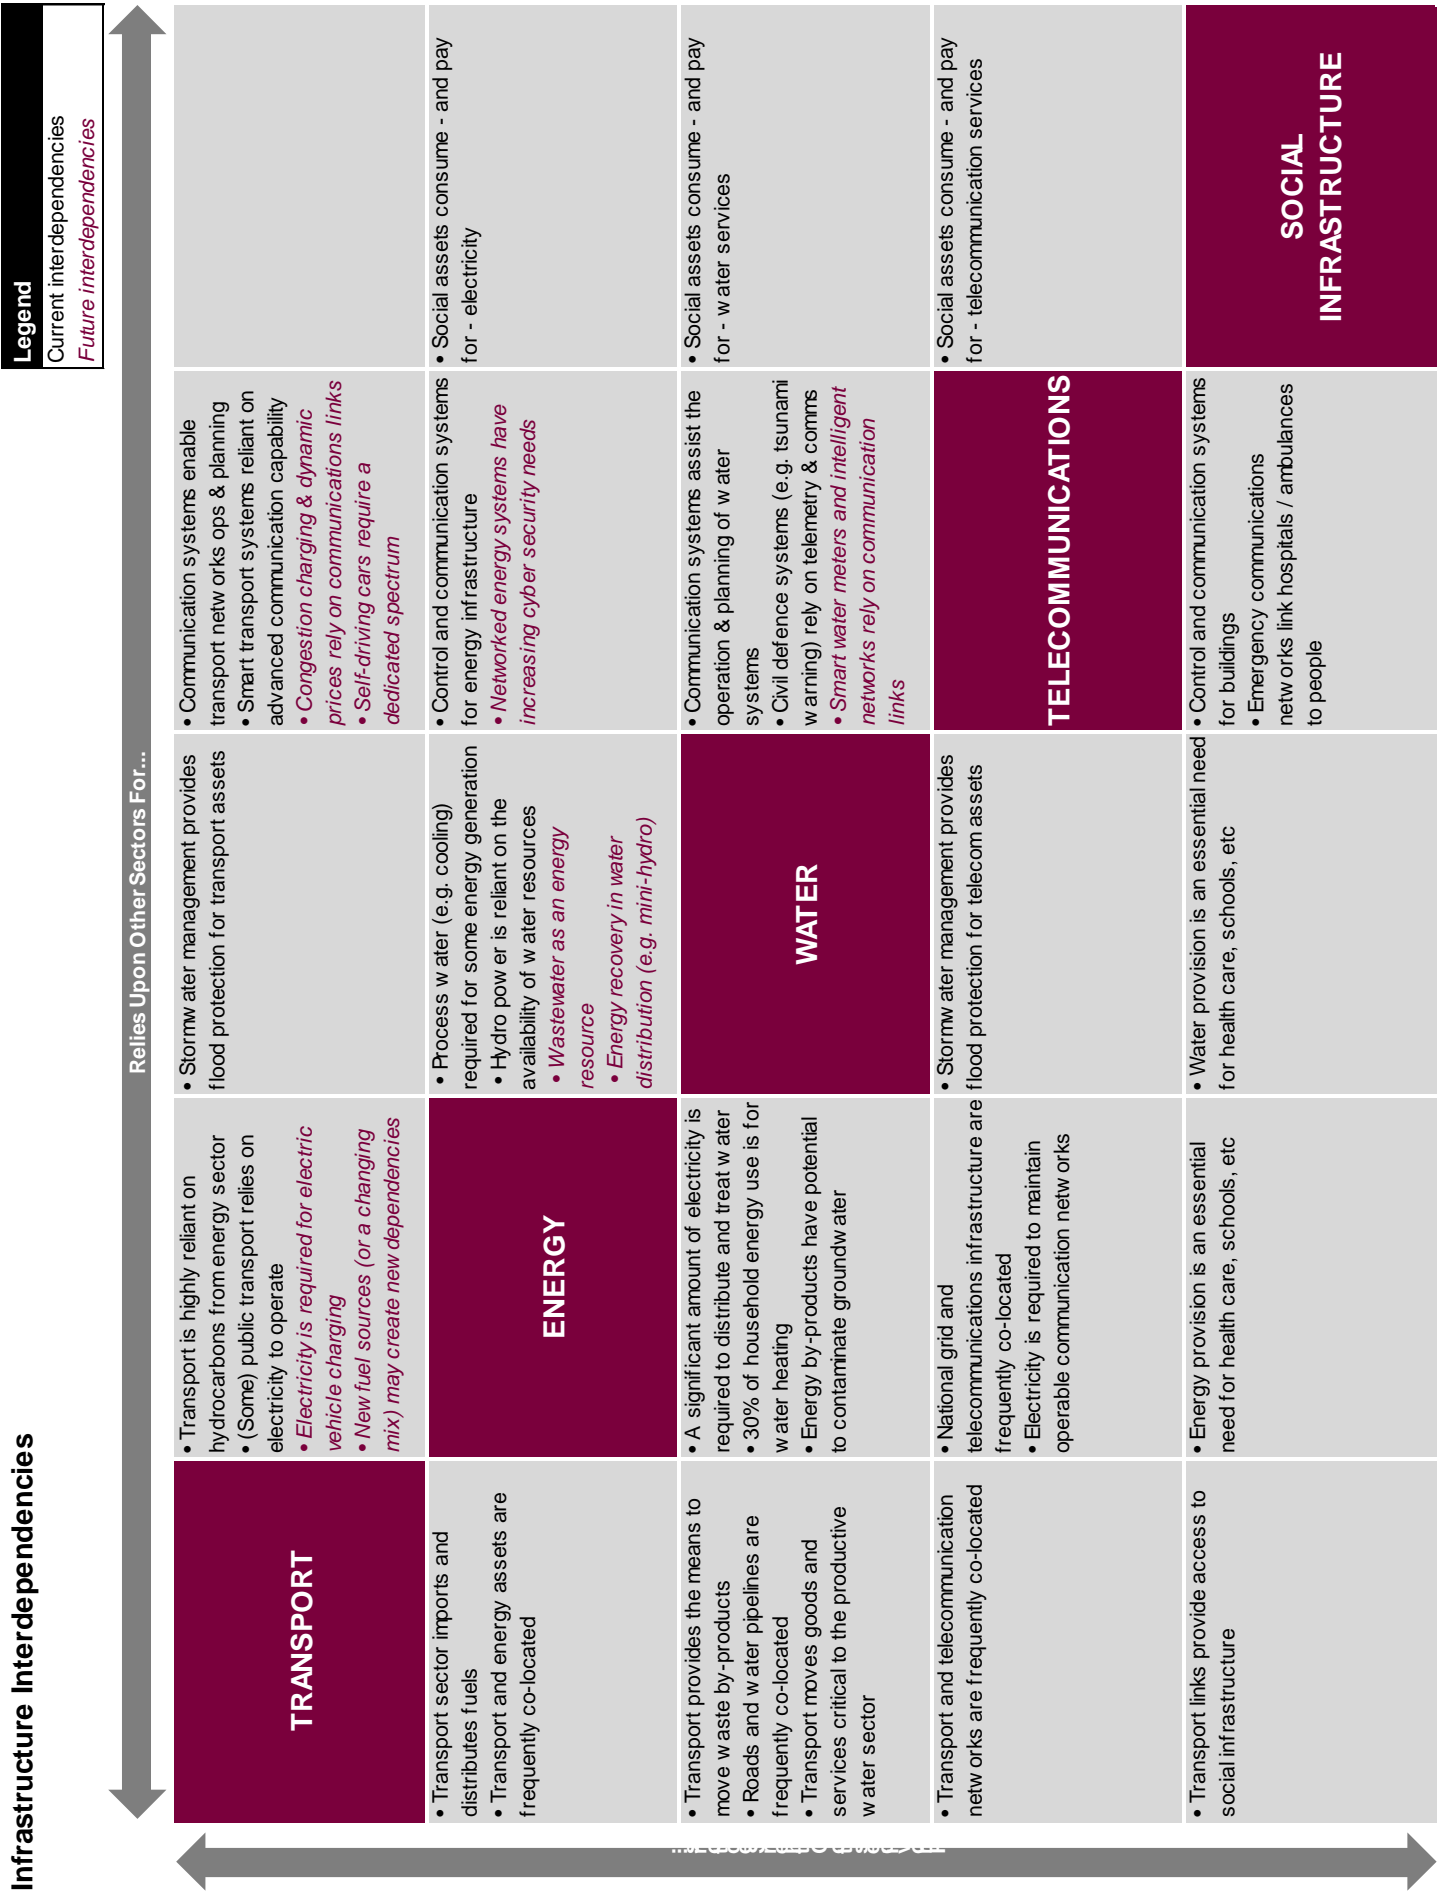 Infrastructure Interdependencies
Legend
Current interdependencies
Future interdependencies
Relies Upon Other Sectors For...
TRANSPORT
• Transport is highly reliant on
hydrocarbons from energy sector
• (Some) public transport relies on
electricity to operate
• Electricity is required for electric
vehicle charging
• New fuel sources (or a changing
mix) may create new dependencies
• Stormwater management provides
flood protection for transport assets
• Communication systems enable
transport networks ops & planning
• Smart transport systems reliant on
advanced communication capability
• Congestion charging & dynamic
prices rely on communications links
• Self-driving cars require a
dedicated spectrum
• Transport sector imports and
distributes fuels
• Transport and energy assets are
frequently co-located
ENERGY
• Process water (e.g. cooling)
required for some energy generation
• Hydro power is reliant on the
availability of water resources
• Wastewater as an energy
resource
• Energy recovery in water
distribution (e.g. mini-hydro)
• Control and communication systems
for energy infrastructure
• Networked energy systems have
increasing cyber security needs
• Social assets consume - and pay
for - electricity
• Transport provides the means to
move waste by-products
• Roads and water pipelines are
frequently co-located
• Transport moves goods and
services critical to the productive
water sector
• A significant amount of electricity is
required to distribute and treat water
• 30% of household energy use is for
water heating
• Energy by-products have potential
to contaminate groundwater
WATER
• Communication systems assist the
operation & planning of water
systems
• Civil defence systems (e.g. tsunami
warning) rely on telemetry & comms
• Smart water meters and intelligent
networks rely on communication
links
• Social assets consume - and pay
for - water services
• Transport and telecommunication
networks are frequently co-located
• National grid and
telecommunications infrastructure are
frequently co-located
• Electricity is required to maintain
operable communication networks
• Stormwater management provides
flood protection for telecom assets
TELECOMMUNICATIONS
• Social assets consume - and pay
for - telecommunication services
• Transport links provide access to
social infrastructure
• Energy provision is an essential
need for health care, schools, etc
• Water provision is an essential need
for health care, schools, etc
• Control and communication systems
for buildings
• Emergency communications
networks link hospitals / ambulances
to people
SOCIAL
INFRASTRUCTURE